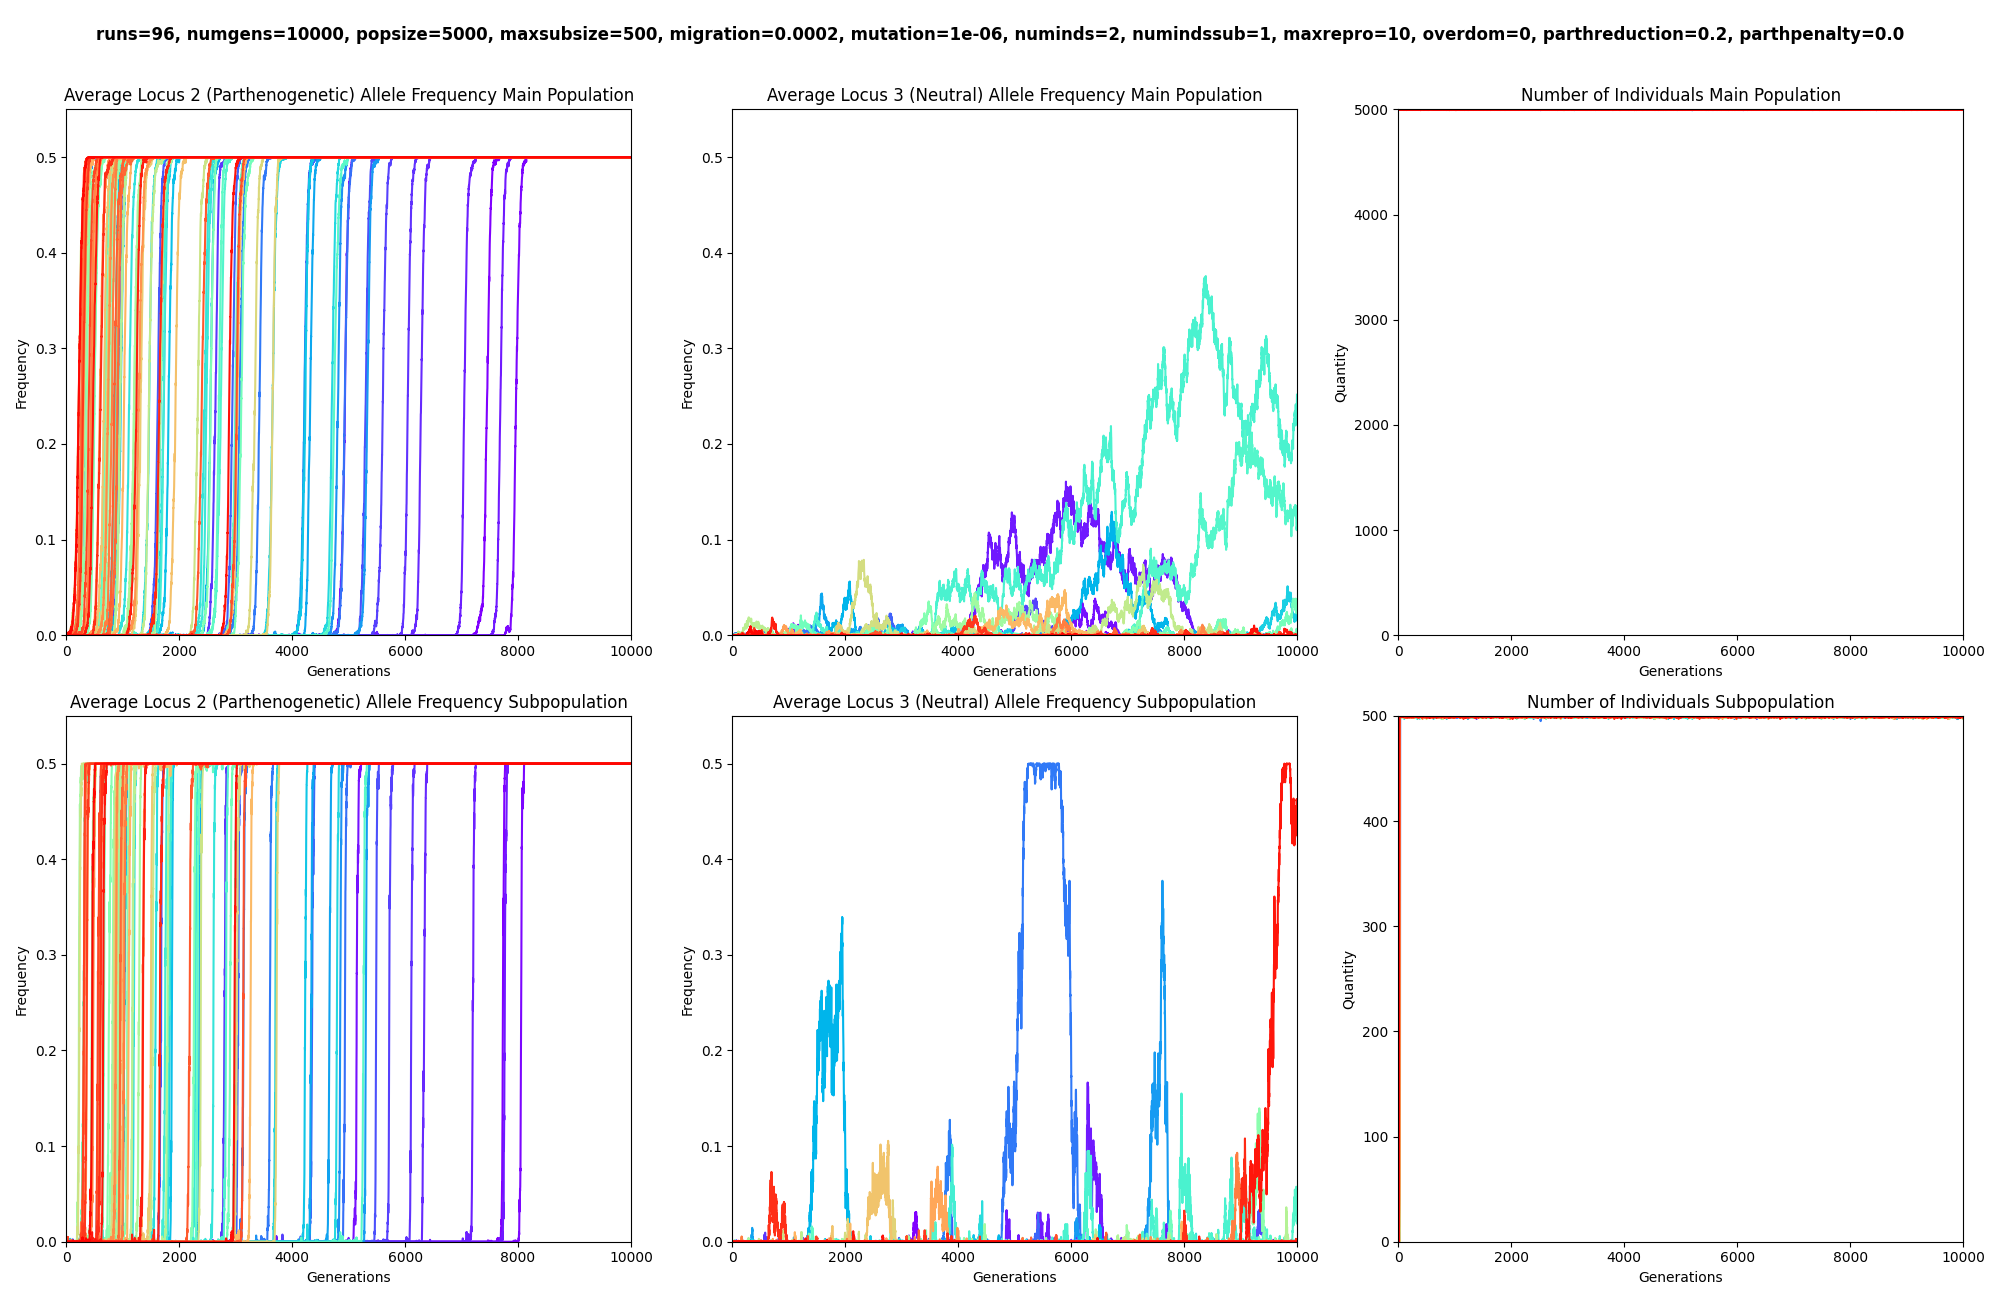 runs=96, numgens=10000, popsize=5000, maxsubsize=500, migration=0.0002, mutation=1e-06, numinds=2, numindssub=1, maxrepro=10, overdom=0, parthreduction=0.2, parthpenalty=0.0
Average Locus 2 (Parthenogenetic) Allele Frequency Main Population
Frequency
0.5
0.4
0.3
0.2
0.1
0.0
0 2000 4000 6000 8000 10000
Generations
Average Locus 3 (Neutral) Allele Frequency Main Population
Frequency
0.5
0.4
0.3
0.2
0.1
0.0
0 2000 4000 6000 8000 10000
Generations
Number of Individuals Main Population
Quantity
5000
4000
3000
2000
1000
0
0 2000 4000 6000 8000 10000
Generations
Average Locus 2 (Parthenogenetic) Allele Frequency Subpopulation
Frequency
0.5
0.4
0.3
0.2
0.1
0.0
0 2000 4000 6000 8000 10000
Generations
Average Locus 3 (Neutral) Allele Frequency Subpopulation
Frequency
0.5
0.4
0.3
0.2
0.1
0.0
0 2000 4000 6000 8000 10000
Generations
Number of Individuals Subpopulation
Quantity
500
400
300
200
100
0
0 2000 4000 6000 8000 10000
Generations